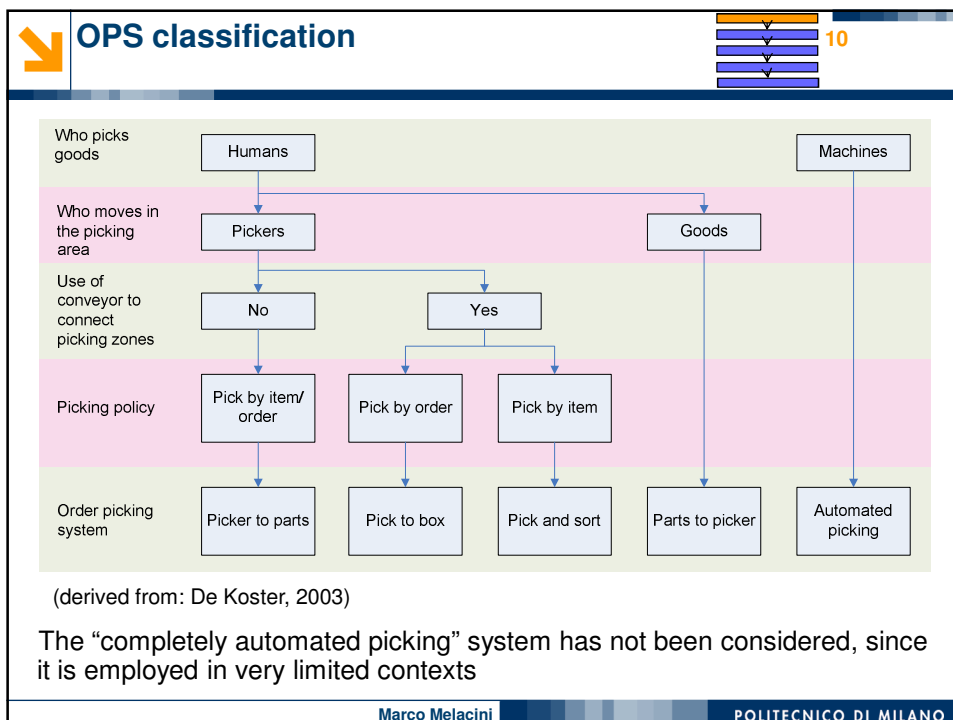 OPS classification
10
Who picks
goods
Humans
Machines
Who moves in
the picking
area
Pickers
Goods
Use of
conveyor to
connect
picking zones
No
Yes
Picking policy
Pick by item/
order
Pick by order
Pick by item
Order picking
system
Picker to parts
Pick to box
Pick and sort
Parts to picker
Automated
picking
(derived from: De Koster, 2003)
The “completely automated picking” system has not been considered, since
it is employed in very limited contexts
Marco Melacini
POLITECNICO DI MILANO